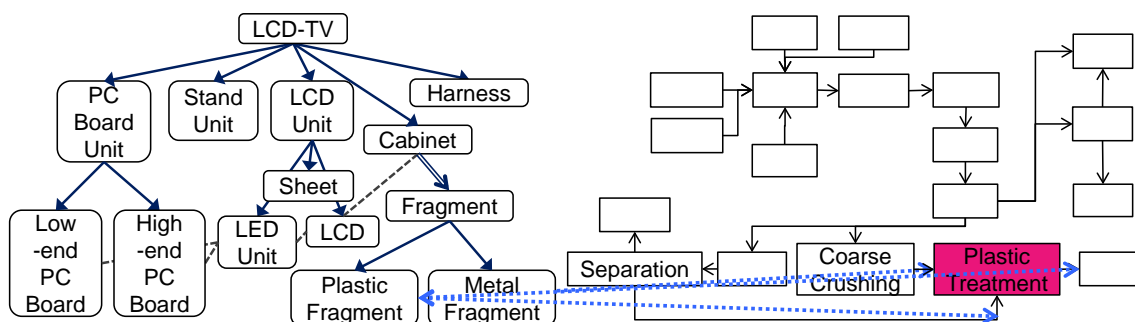 LCD-TV
PC
Board
Unit
Stand
Unit
LCD
Unit
Harness
Cabinet
Sheet
Fragment
Low
-end
PC
Board
High
-end
PC
Board
LED
Unit
LCD
Plastic
Fragment
Metal
Fragment
Separation
Coarse
Crushing
Plastic
Treatment